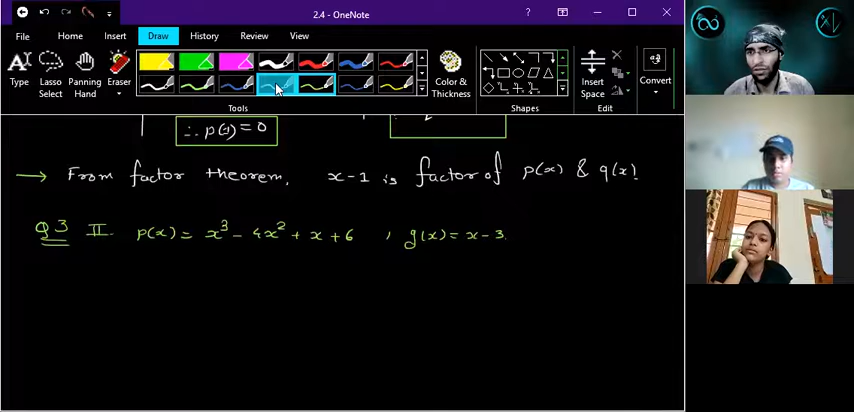 2.4 - OneNote
File Home Insert Draw History Review View
Type Lasso Select Panning Hand Eraser Color & Thickness Insert Space Convert
Tools Shapes Edit
∴ p(1) = 0
→ From factor theorem, x-1 is factor of p(x) & q(x).
Q3 II. p(x) = x³ - 4x² + x + 6 , g(x) = x - 3.